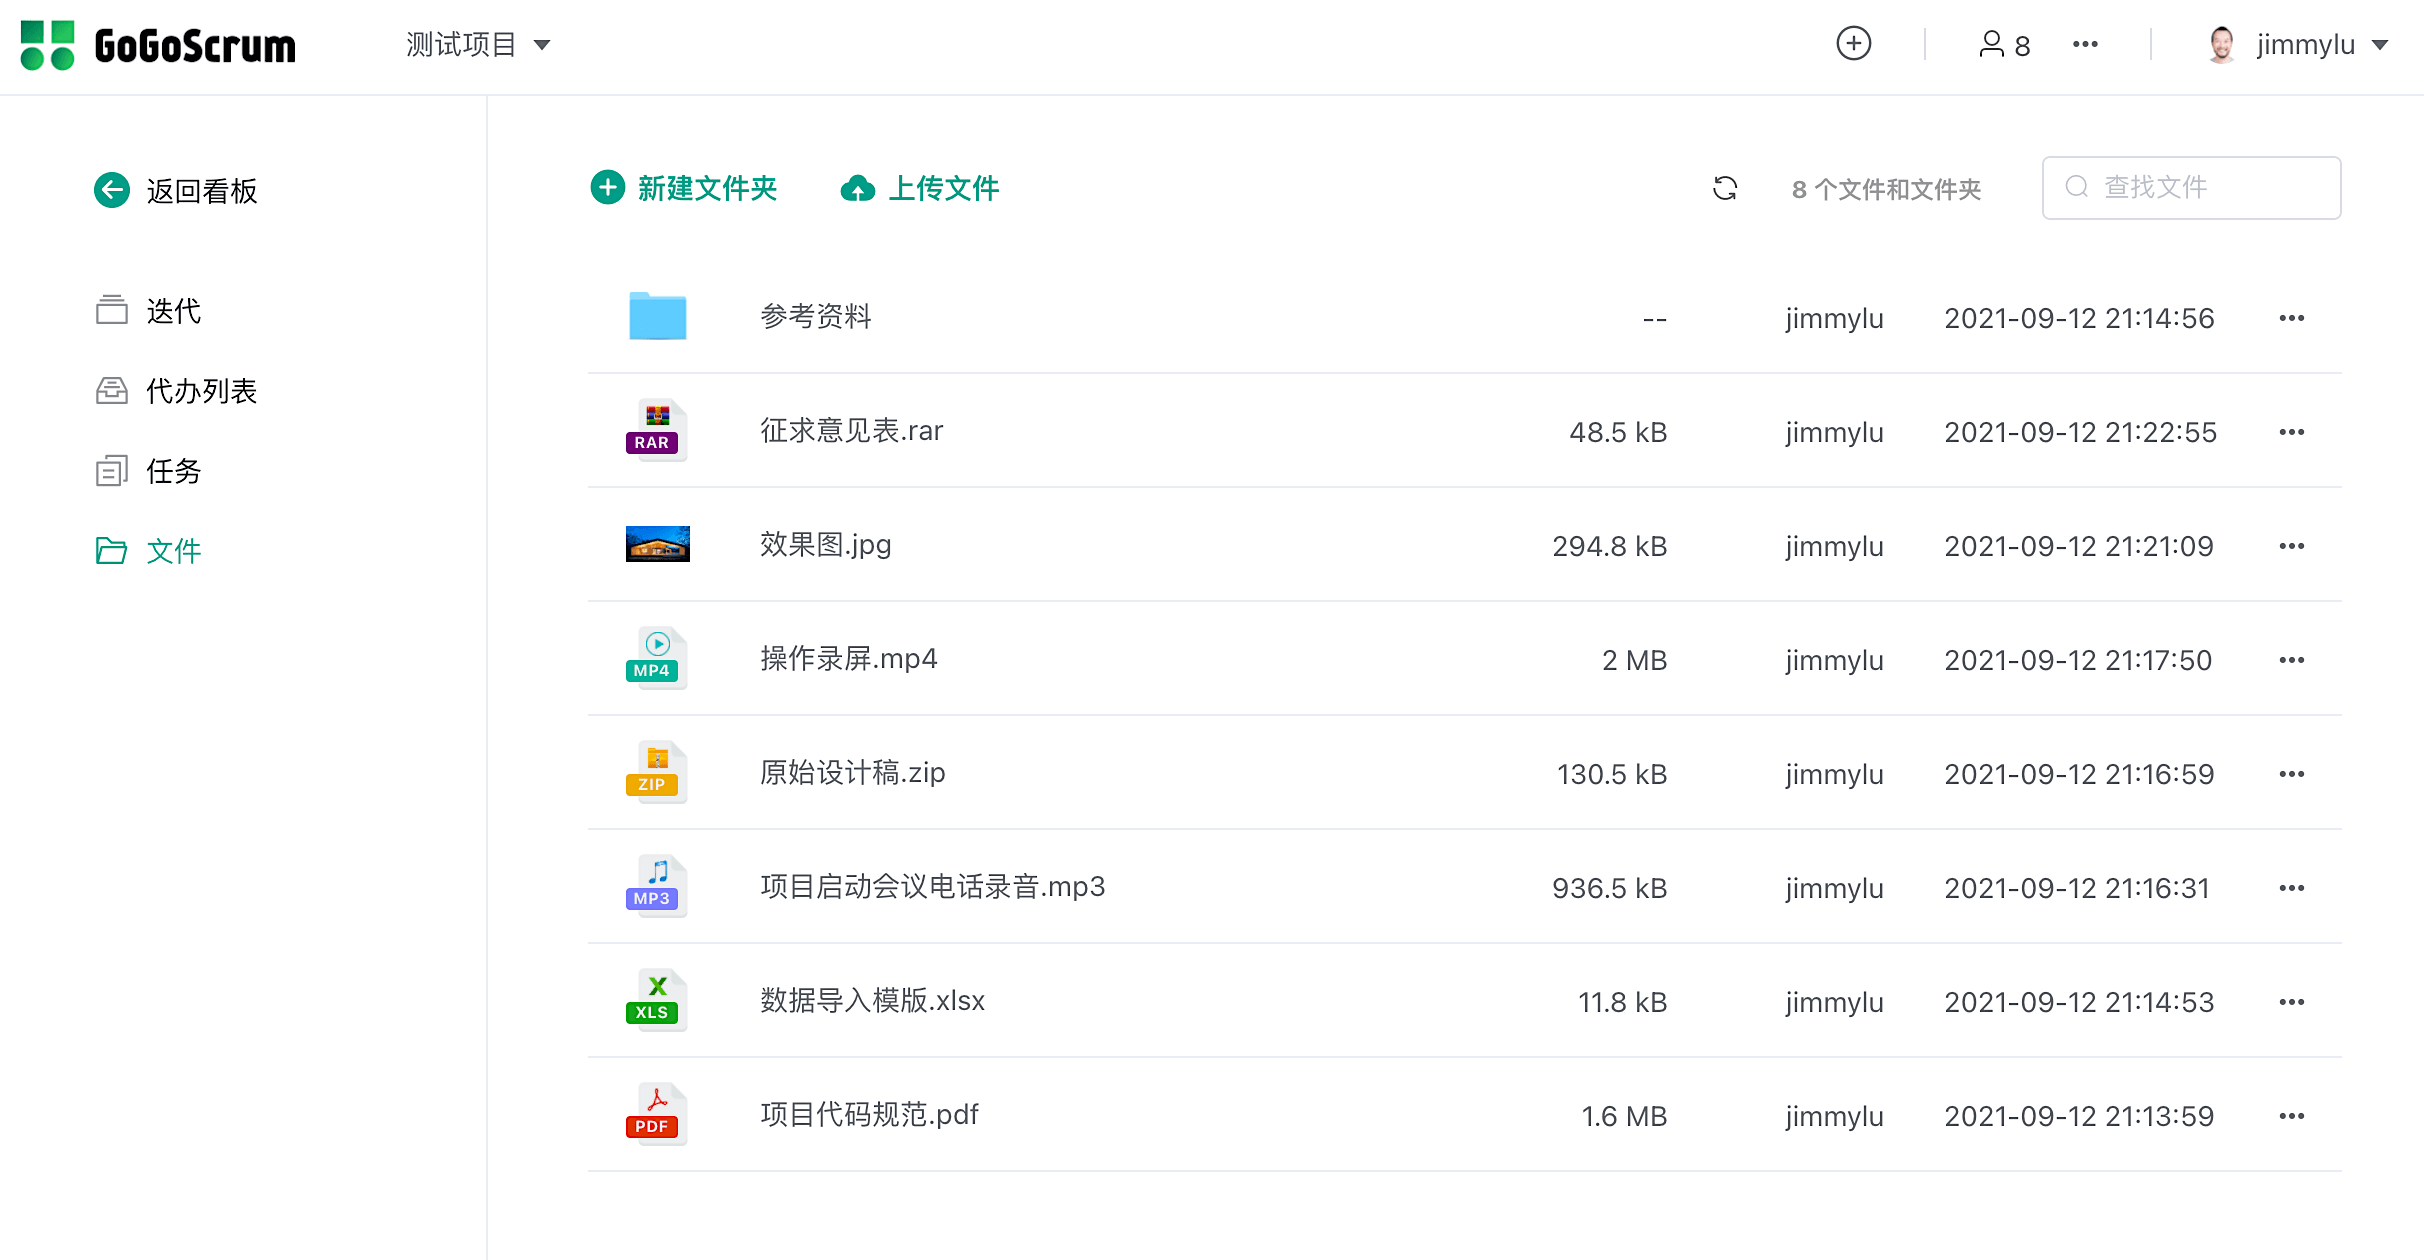 GoGoScrum 测试项目 8 jimmylu
返回看板
迭代
代办列表
任务
文件
新建文件夹 上传文件 8 个文件和文件夹 查找文件
参考资料 -- jimmylu 2021-09-12 21:14:56
RAR 征求意见表.rar 48.5 kB jimmylu 2021-09-12 21:22:55
效果图.jpg 294.8 kB jimmylu 2021-09-12 21:21:09
MP4 操作录屏.mp4 2 MB jimmylu 2021-09-12 21:17:50
ZIP 原始设计稿.zip 130.5 kB jimmylu 2021-09-12 21:16:59
MP3 项目启动会议电话录音.mp3 936.5 kB jimmylu 2021-09-12 21:16:31
XLS 数据导入模版.xlsx 11.8 kB jimmylu 2021-09-12 21:14:53
PDF 项目代码规范.pdf 1.6 MB jimmylu 2021-09-12 21:13:59